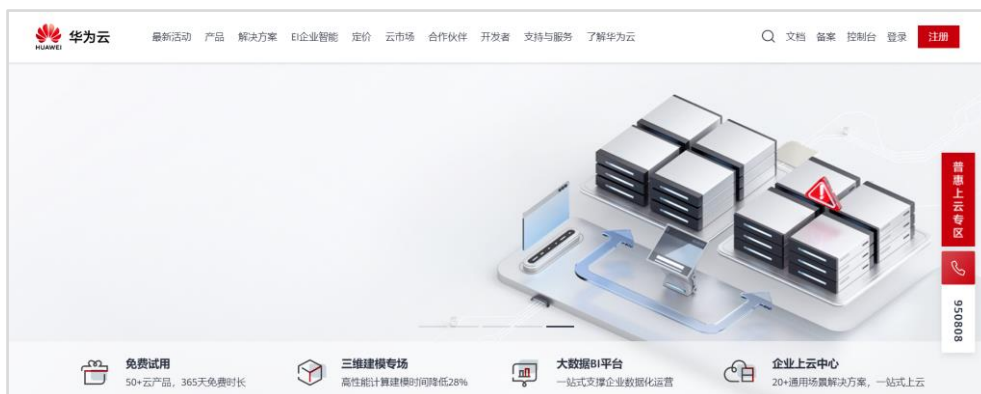 HUAWEI
华为云
最新活动 产品 解决方案 EI企业智能 定价 云市场 合作伙伴 开发者 支持与服务 了解华为云
文档 备案 控制台 登录 注册
普惠上云专区
950808
免费试用
50+云产品，365天免费时长
三维建模专场
高性能计算建模时间降低28%
大数据BI平台
一站式支撑企业数据化运营
企业上云中心
20+通用场景解决方案，一站式上云